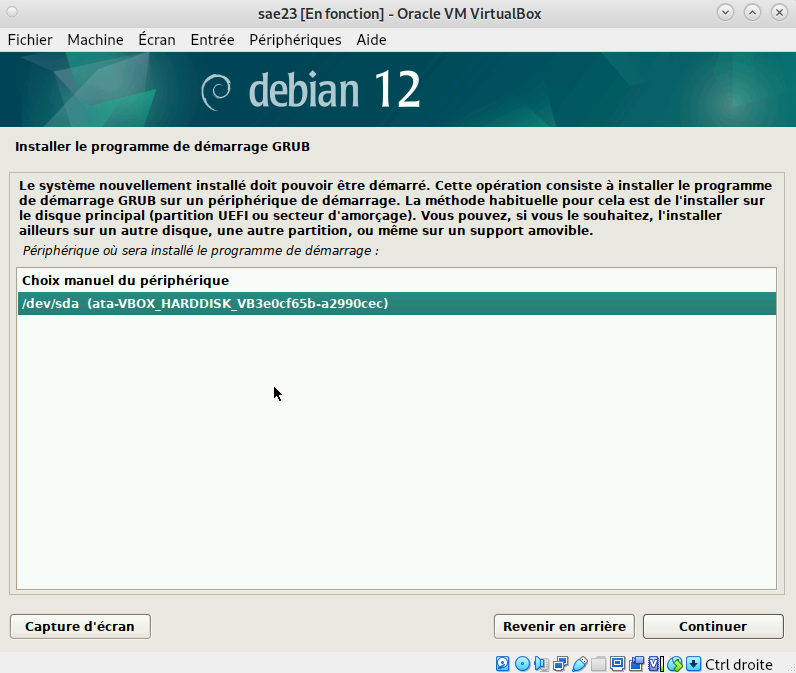 sae23 [En fonction] - Oracle VM VirtualBox
Fichier Machine Écran Entrée Périphériques Aide
debian 12
Installer le programme de démarrage GRUB
Le système nouvellement installé doit pouvoir être démarré. Cette opération consiste à installer le programme
de démarrage GRUB sur un périphérique de démarrage. La méthode habituelle pour cela est de l'installer sur
le disque principal (partition UEFI ou secteur d'amorçage). Vous pouvez, si vous le souhaitez, l'installer
ailleurs sur un autre disque, une autre partition, ou même sur un support amovible.
Périphérique où sera installé le programme de démarrage :
Choix manuel du périphérique
/dev/sda (ata-VBOX_HARDDISK_VB3e0cf65b-a2990cec)
Capture d'écran
Revenir en arrière
Continuer
Ctrl droite